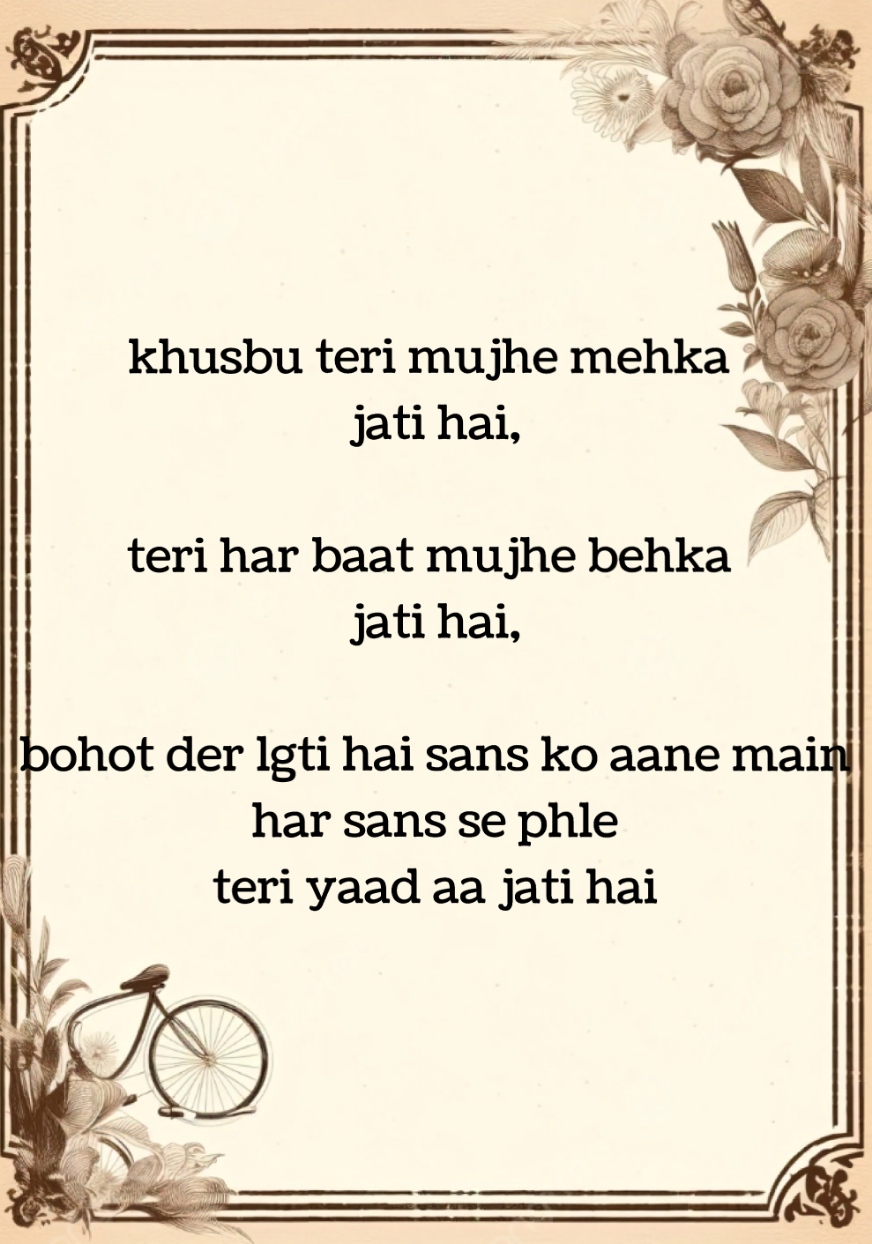 khusbu teri mujhe mehka
jati hai,
teri har baat mujhe behka
jati hai,
bohot der lgti hai sans ko aane main
har sans se phle
teri yaad aa jati hai